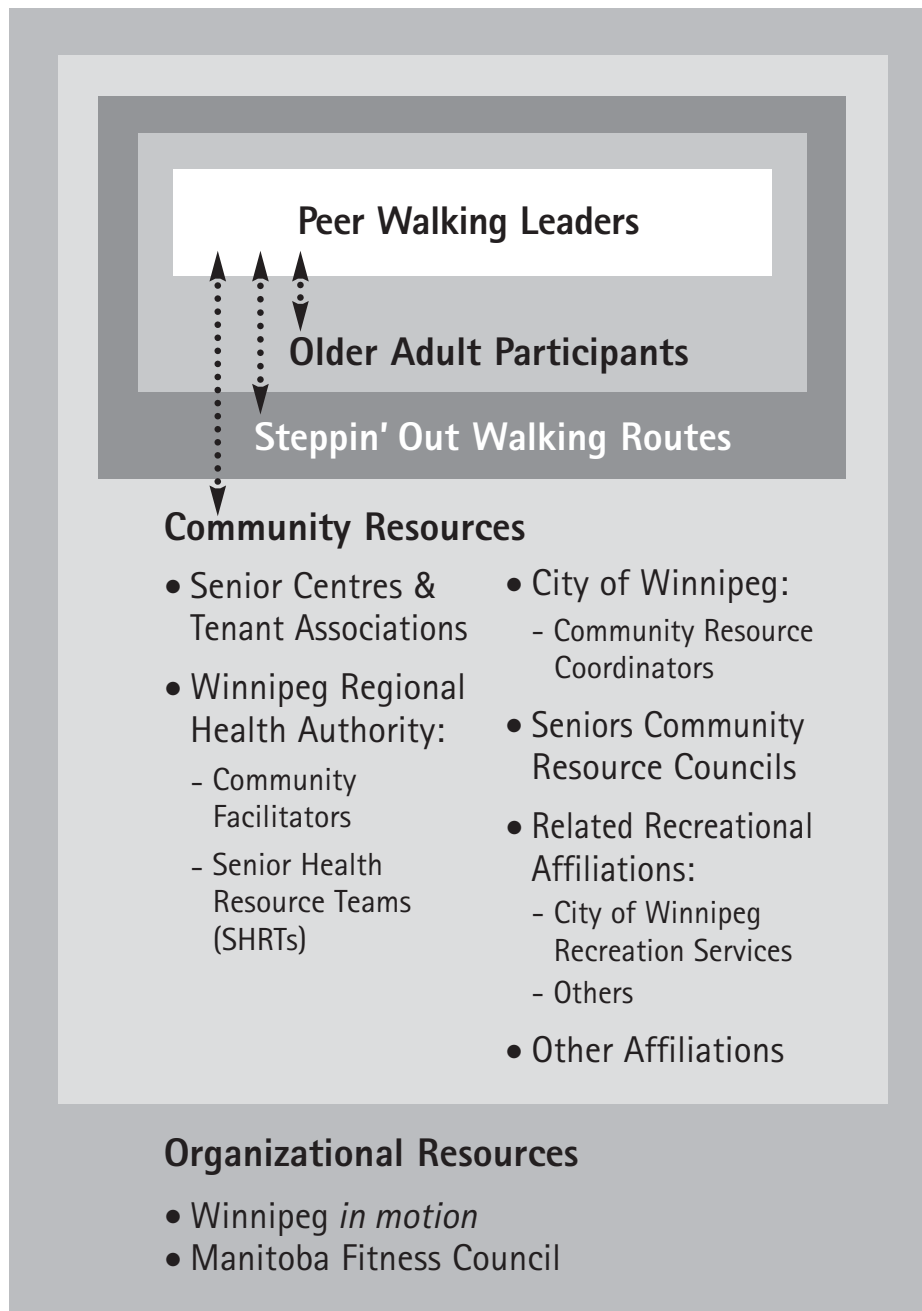 Peer Walking Leaders
Older Adult Participants
Steppin' Out Walking Routes
Community Resources
• Senior Centres &
Tenant Associations
• Winnipeg Regional
Health Authority:
- Community
Facilitators
- Senior Health
Resource Teams
(SHRTs)
• City of Winnipeg:
- Community Resource
Coordinators
• Seniors Community
Resource Councils
• Related Recreational
Affiliations:
- City of Winnipeg
Recreation Services
- Others
• Other Affiliations
Organizational Resources
• Winnipeg in motion
• Manitoba Fitness Council